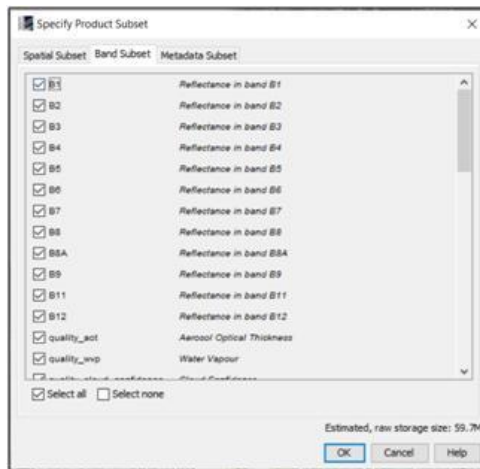 Specify Product Subset
Spatial Subset Band Subset Metadata Subset
B1 Reflectance in band B1
B2 Reflectance in band B2
B3 Reflectance in band B3
B4 Reflectance in band B4
B5 Reflectance in band B5
B6 Reflectance in band B6
B7 Reflectance in band B7
B8 Reflectance in band B8
B8A Reflectance in band B8A
B9 Reflectance in band B9
B11 Reflectance in band B11
B12 Reflectance in band B12
quality_aot Aerosol Optical Thickness
quality_wvp Water Vapour
quality_cloud_confidence Cloud Confidence
Select all Select none
Estimated, raw storage size: 59.7M
OK Cancel Help